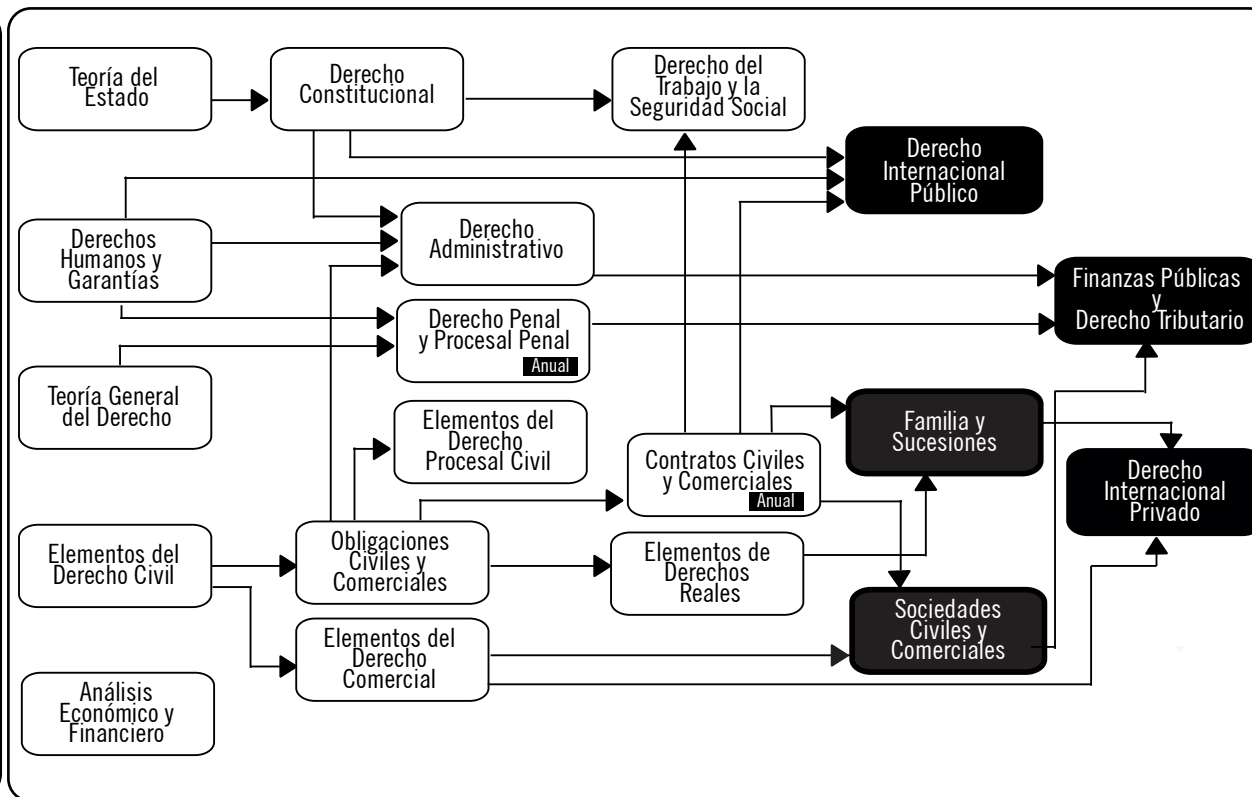 Teoría del
Estado
Derecho
Constitucional
Derecho del
Trabajo y la
Seguridad Social
Derecho
Internacional
Público
Derechos
Humanos y
Garantías
Derecho
Administrativo
Finanzas Públicas
y
Derecho Tributario
Derecho Penal
y Procesal Penal
Anual
Teoría General
del Derecho
Elementos del
Derecho
Procesal Civil
Contratos Civiles
y Comerciales
Anual
Familia y
Sucesiones
Derecho
Internacional
Privado
Elementos del
Derecho Civil
Obligaciones
Civiles y
Comerciales
Elementos de
Derechos
Reales
Sociedades
Civiles y
Comerciales
Elementos del
Derecho
Comercial
Análisis
Económico y
Financiero